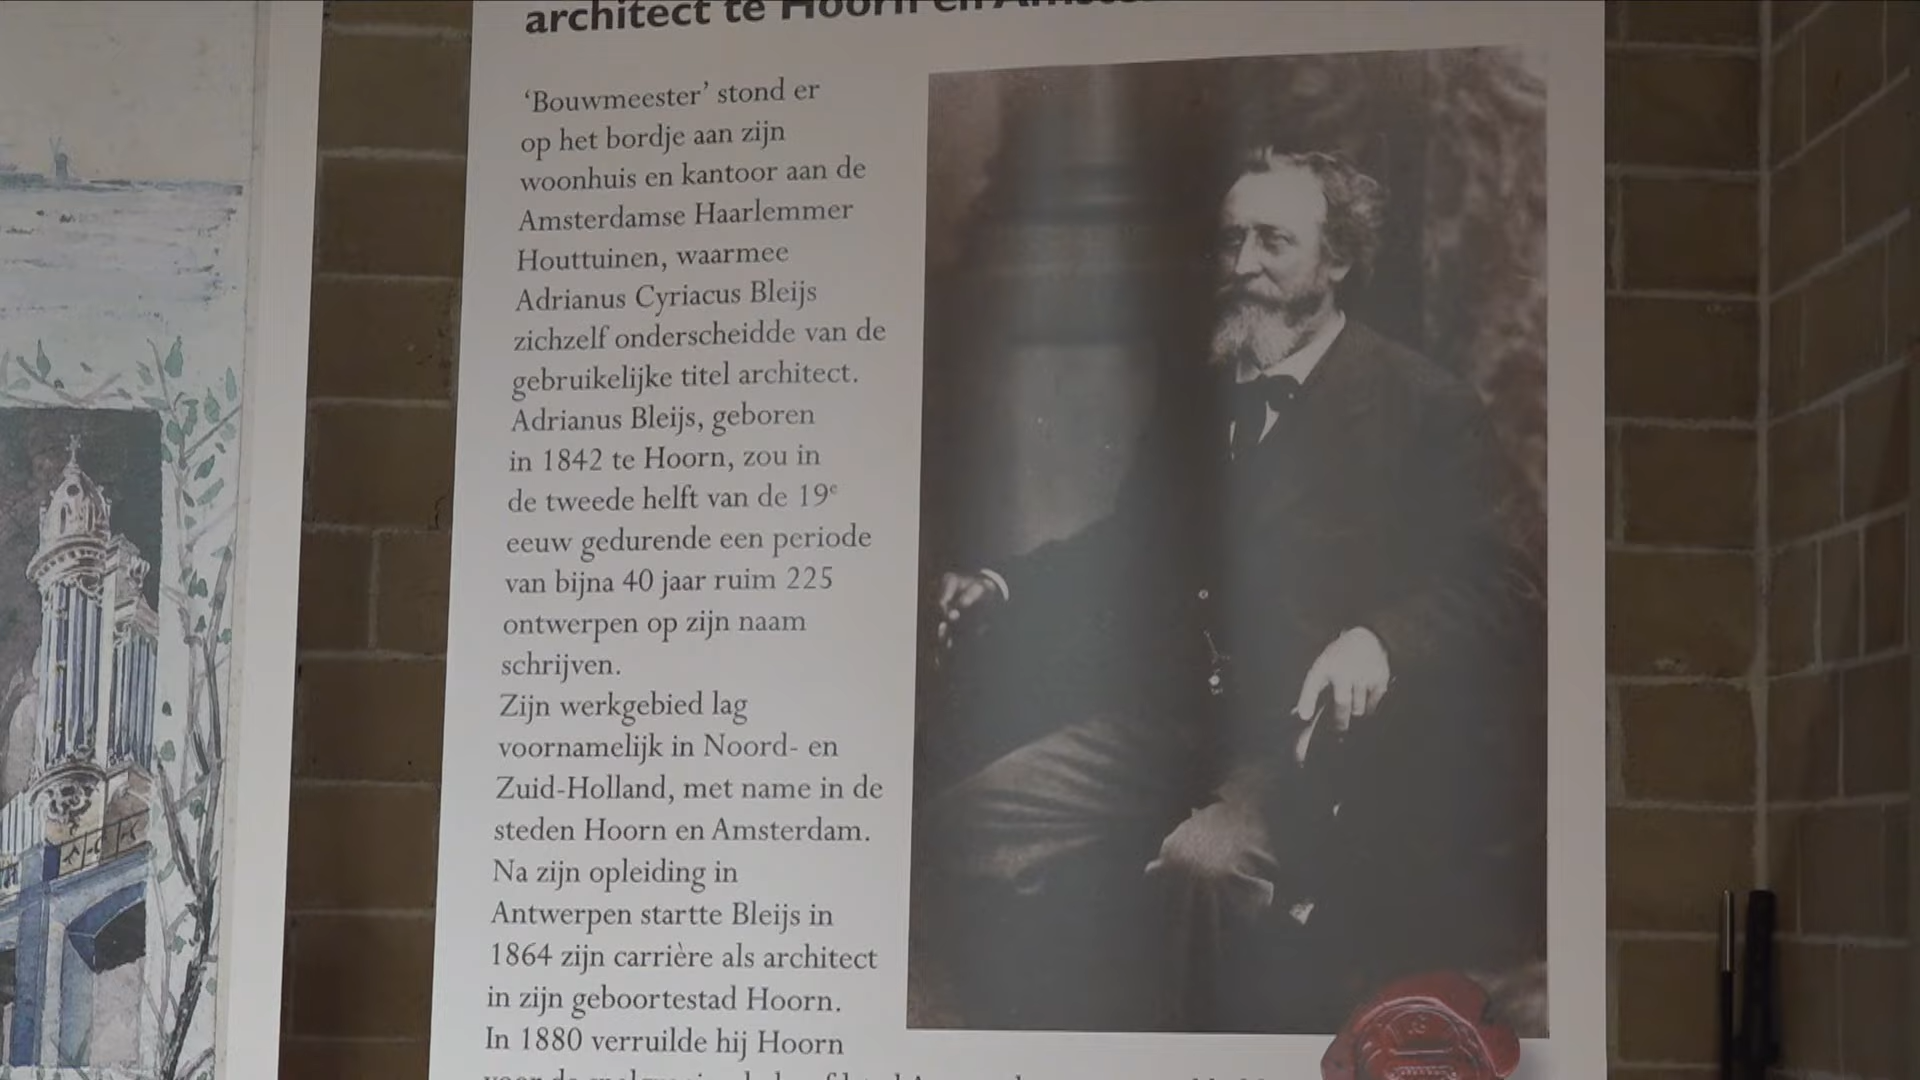 architect te Hoorn en
‘Bouwmeester’ stond er
op het bordje aan zijn
woonhuis en kantoor aan de
Amsterdamse Haarlemmer
Houttuinen, waarmee
Adrianus Cyriacus Bleijs
zichzelf onderscheidde van de
gebruikelijke titel architect.
Adrianus Bleijs, geboren
in 1842 te Hoorn, zou in
de tweede helft van de 19e
eeuw gedurende een periode
van bijna 40 jaar ruim 225
ontwerpen op zijn naam
schrijven.
Zijn werkgebied lag
voornamelijk in Noord- en
Zuid-Holland, met name in de
steden Hoorn en Amsterdam.
Na zijn opleiding in
Antwerpen startte Bleijs in
1864 zijn carrière als architect
in zijn geboortestad Hoorn.
In 1880 verruilde hij Hoorn